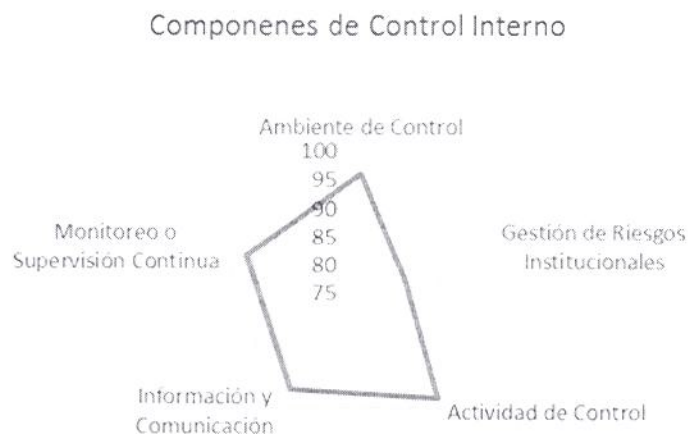 Componenes de Control Interno
Ambiente de Control
100
95
90
85
80
75
Monitoreo o
Supervisión Continua
Gestión de Riesgos
Institucionales
Información y
Comunicación
Actividad de Control